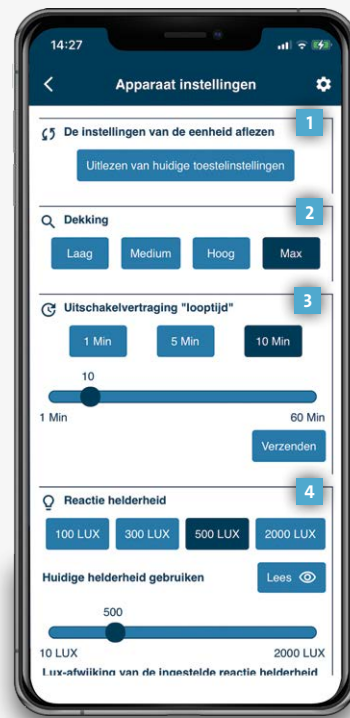 14:27
Apparaat instellingen
1
De instellingen van de eenheid aflezen
Uitlezen van huidige toestelinstellingen
2
Dekking
Laag Medium Hoog Max
3
Uitschakelvertraging "looptijd"
1 Min 5 Min 10 Min
10
1 Min 60 Min
Verzenden
4
Reactie helderheid
100 LUX 300 LUX 500 LUX 2000 LUX
Huidige helderheid gebruiken Lees
500
10 LUX 2000 LUX
Lux-afwijking van de ingestelde reactie helderheid